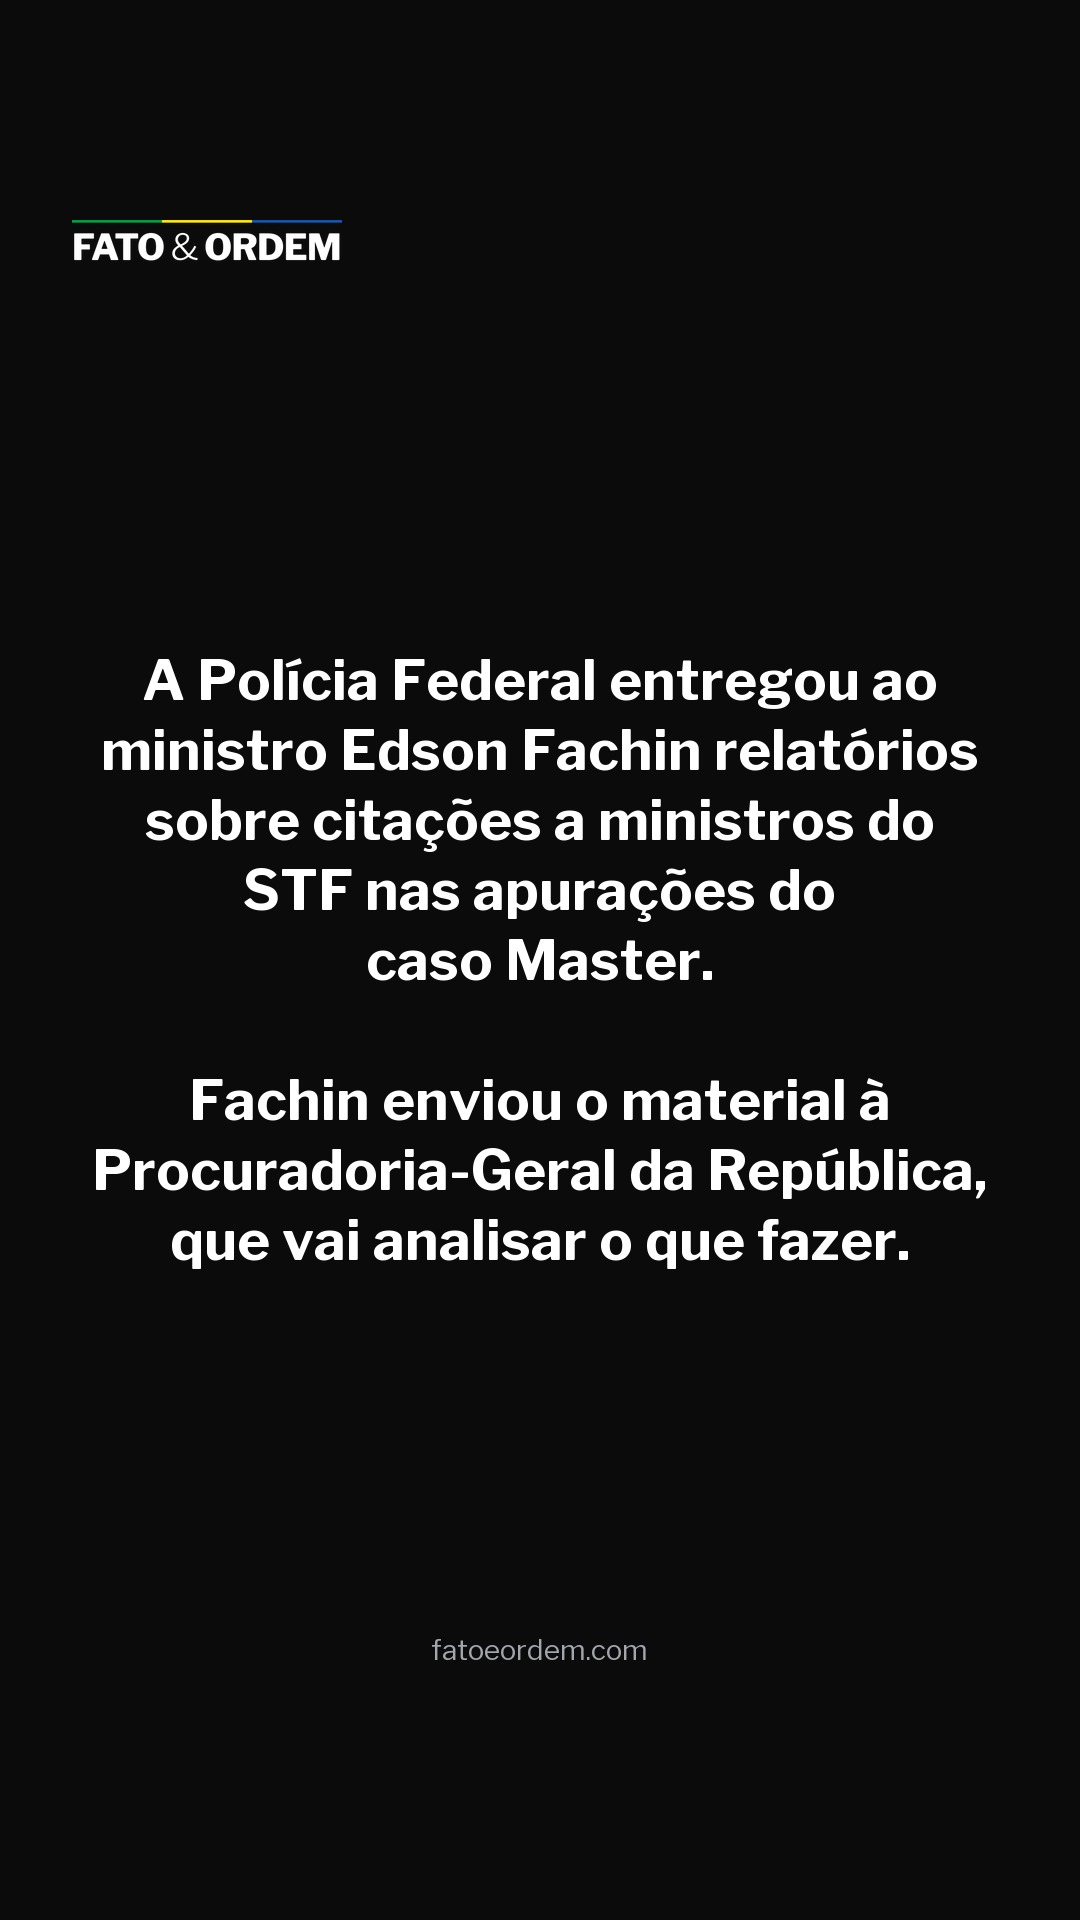 FATO & ORDEM
A Polícia Federal entregou ao
ministro Edson Fachin relatórios
sobre citações a ministros do
STF nas apurações do
caso Master.
Fachin enviou o material à
Procuradoria-Geral da República,
que vai analisar o que fazer.
fatoeordem.com